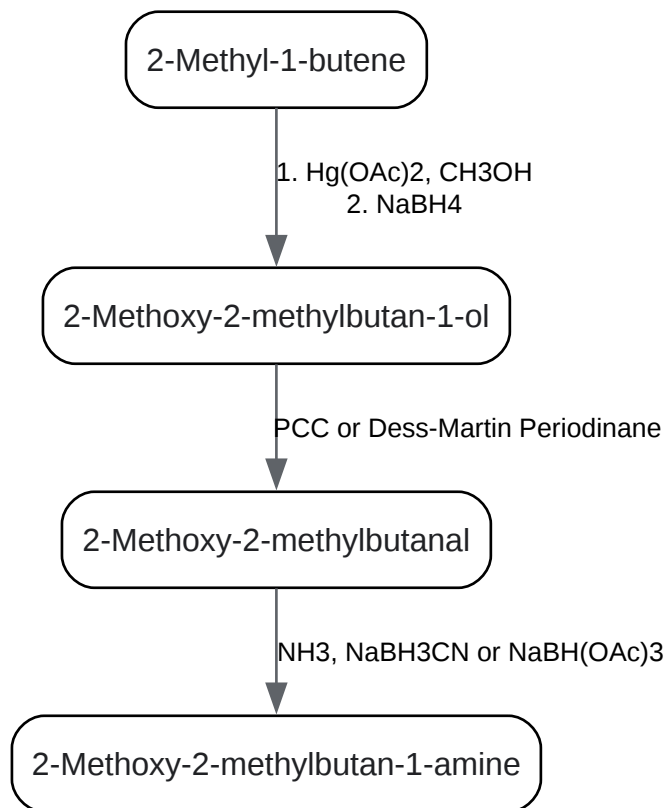 2-Methyl-1-butene
1. Hg(OAc)2, CH3OH
2. NaBH4
2-Methoxy-2-methylbutan-1-ol
PCC or Dess-Martin Periodinane
2-Methoxy-2-methylbutanal
NH3, NaBH3CN or NaBH(OAc)3
2-Methoxy-2-methylbutan-1-amine